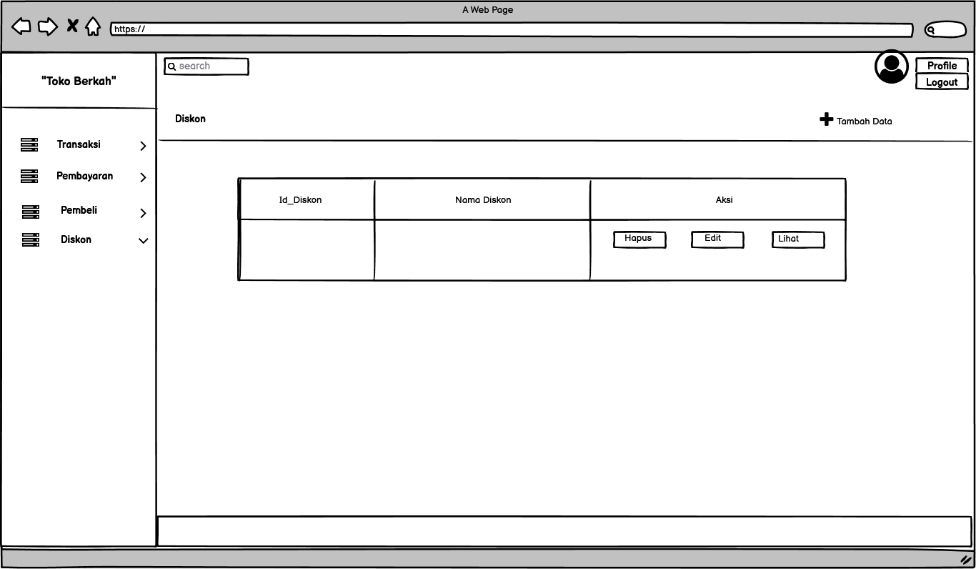 A Web Page
https://
"Toko Berkah"
search
Profile
Logout
Diskon
Tambah Data
Transaksi
Pembayaran
Pembeli
Diskon
Id_Diskon
Nama Diskon
Aksi
Hapus
Edit
Lihat